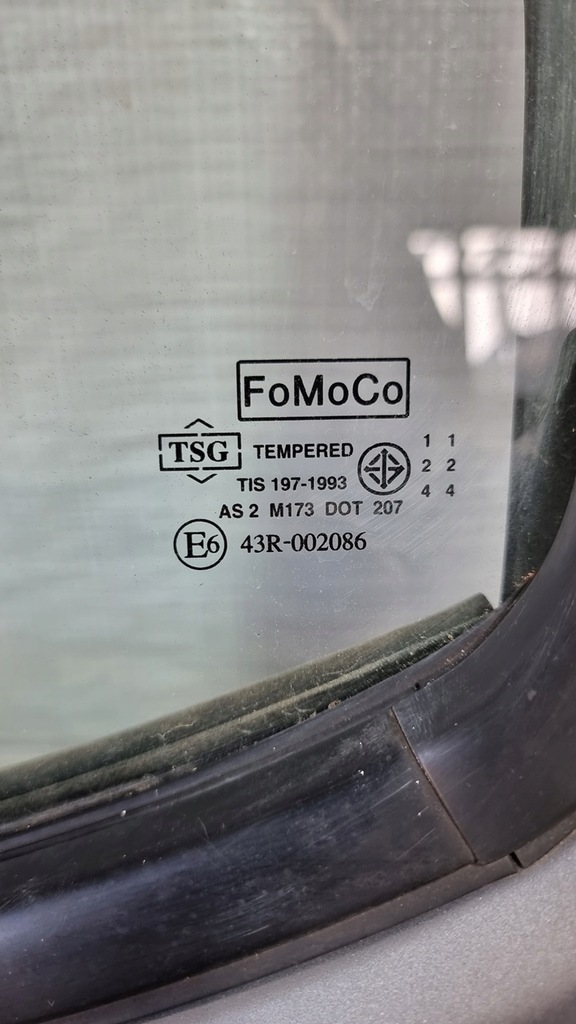 FoMoCo
TSG TEMPERED
TIS 197-1993
1 1
2 2
4 4
AS 2 M173 DOT 207
E6 43R-002086